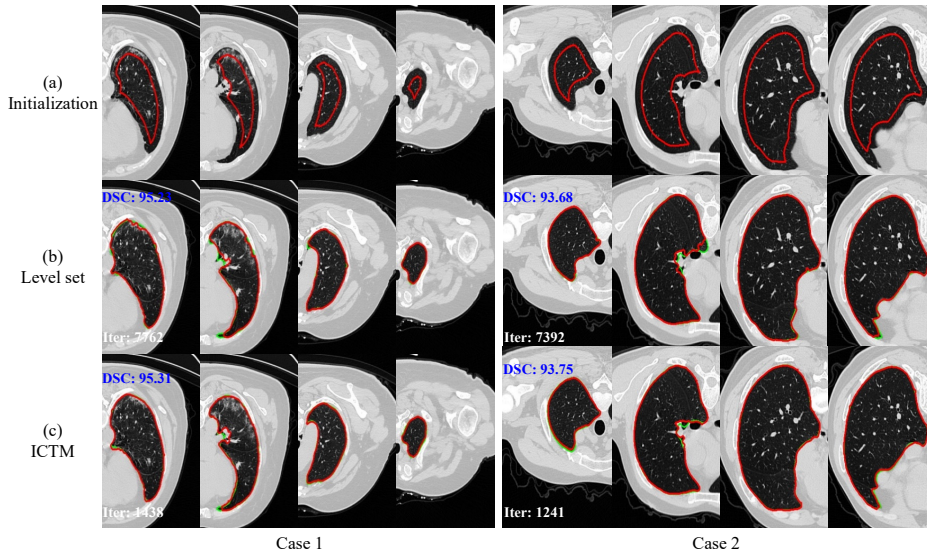 (a)
Initialization
DSC: 95.23
DSC: 93.68
(b)
Level set
Iter: 7762
Iter: 7392
DSC: 95.31
DSC: 93.75
(c)
ICTM
Iter: 1438
Iter: 1241
Case 1
Case 2